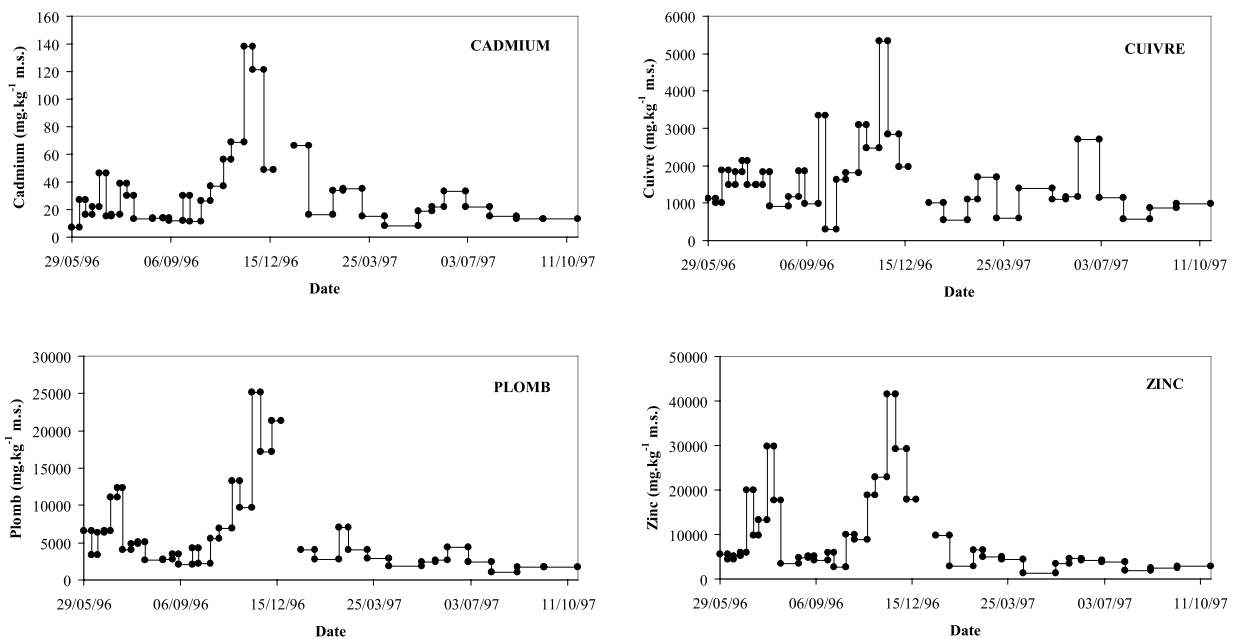 CADMIUM
Cadmium (mg.kg-1 m.s.)
160
140
120
100
80
60
40
20
0
29/05/96 06/09/96 15/12/96 25/03/97 03/07/97 11/10/97
Date
CUIVRE
Cuivre (mg.kg-1 m.s.)
6000
5000
4000
3000
2000
1000
0
29/05/96 06/09/96 15/12/96 25/03/97 03/07/97 11/10/97
Date
PLOMB
Plomb (mg.kg-1 m.s.)
30000
25000
20000
15000
10000
5000
0
29/05/96 06/09/96 15/12/96 25/03/97 03/07/97 11/10/97
Date
ZINC
Zinc (mg.kg-1 m.s.)
50000
40000
30000
20000
10000
0
29/05/96 06/09/96 15/12/96 25/03/97 03/07/97 11/10/97
Date